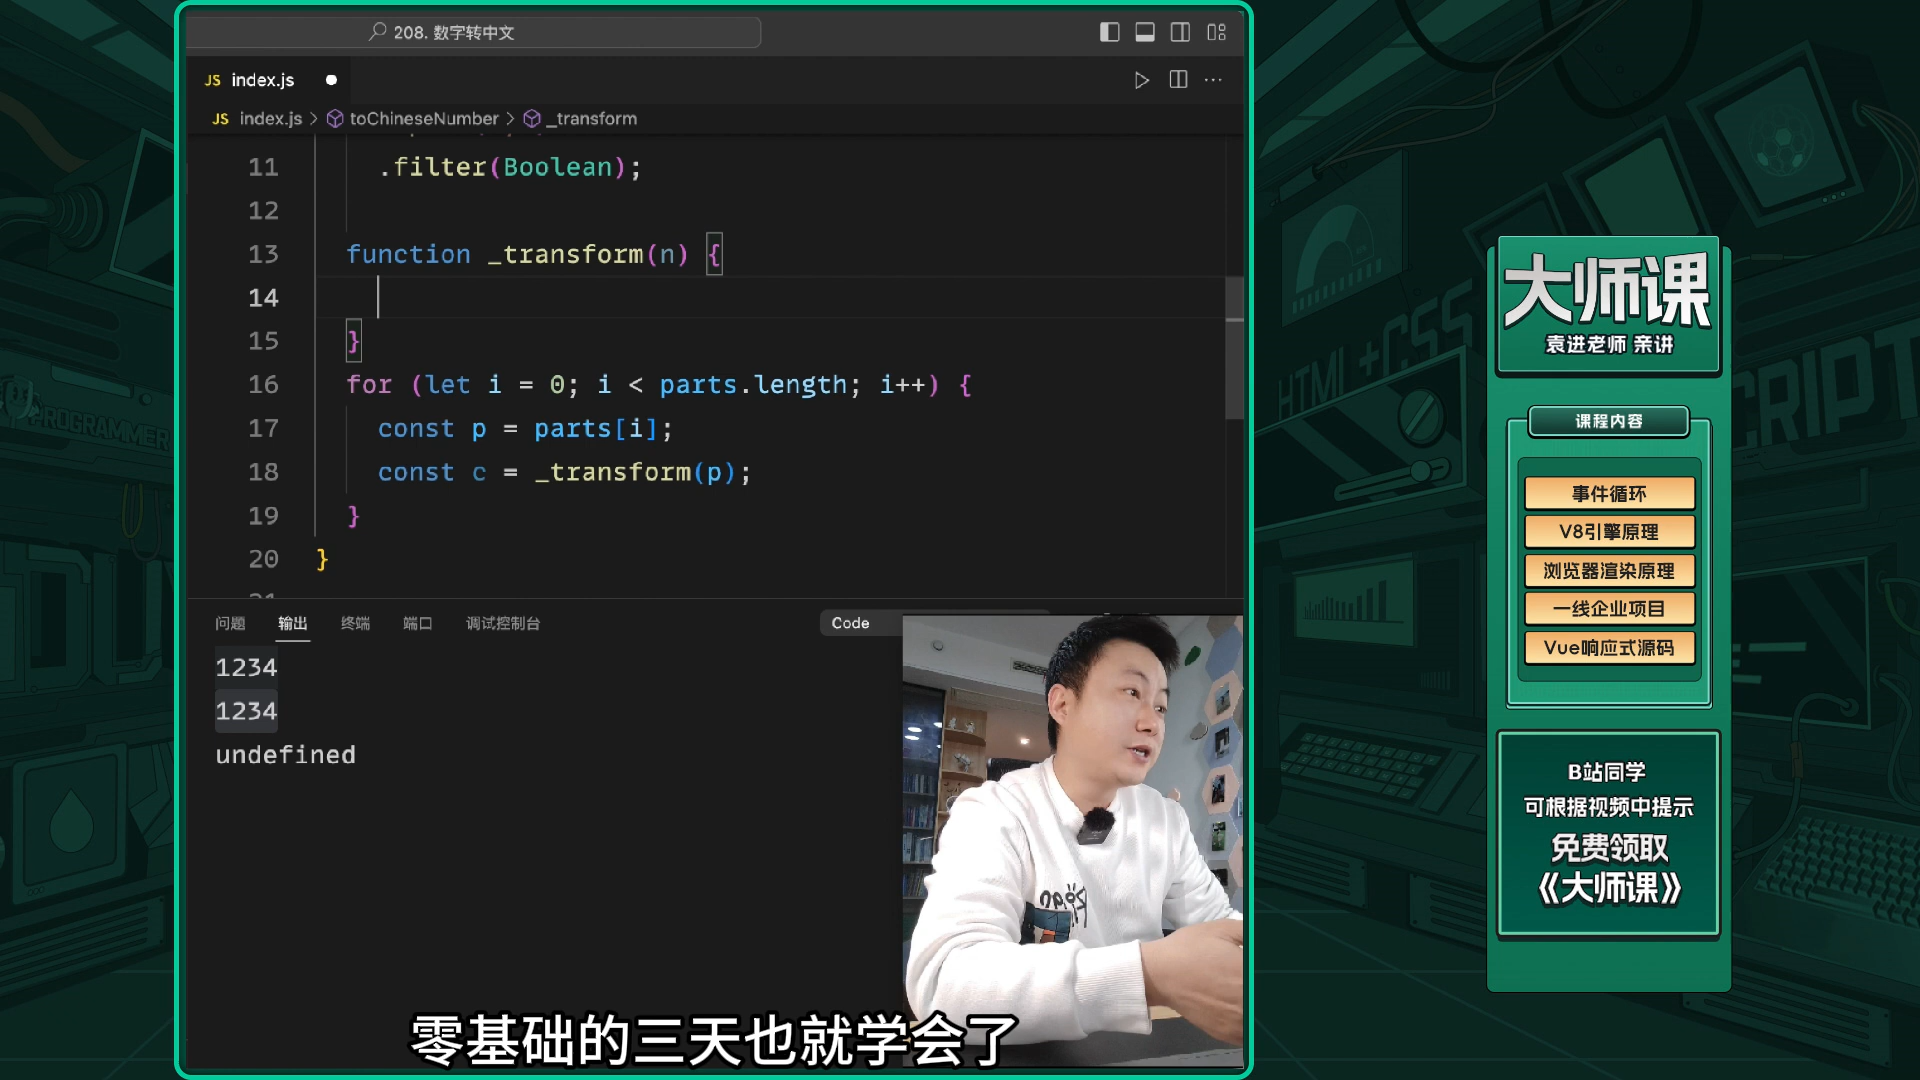 208. 数字转中文
JS index.js
JS index.js > toChineseNumber > _transform
11 .filter(Boolean);
12
13 function _transform(n) {
14
15 }
16 for (let i = 0; i < parts.length; i++) {
17 const p = parts[i];
18 const c = _transform(p);
19 }
20 }
问题 输出 终端 端口 调试控制台 Code
1234
1234
undefined
零基础的三天也就学会了
大师课
袁进老师 亲讲
课程内容
事件循环
V8引擎原理
浏览器渲染原理
一线企业项目
Vue响应式源码
B站同学
可根据视频中提示
免费领取
《大师课》
PROGRAMMER
HTML+CSS